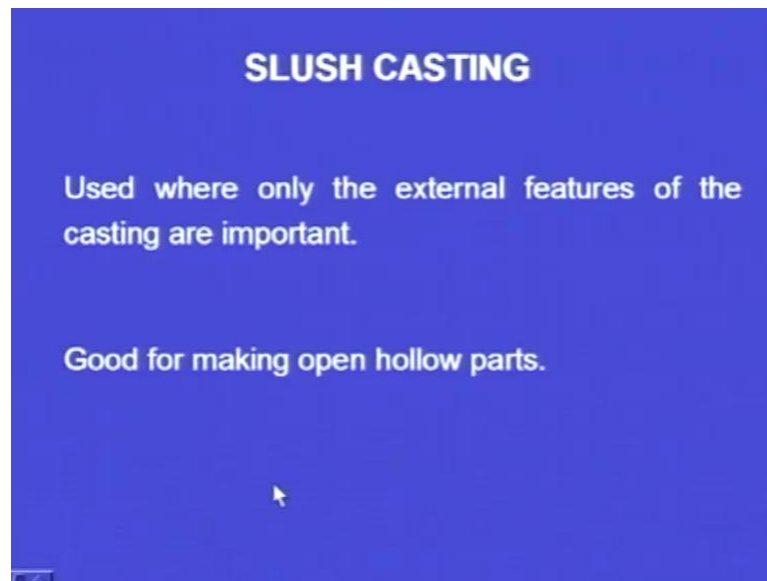 SLUSH CASTING
Used where only the external features of the
casting are important.
Good for making open hollow parts.